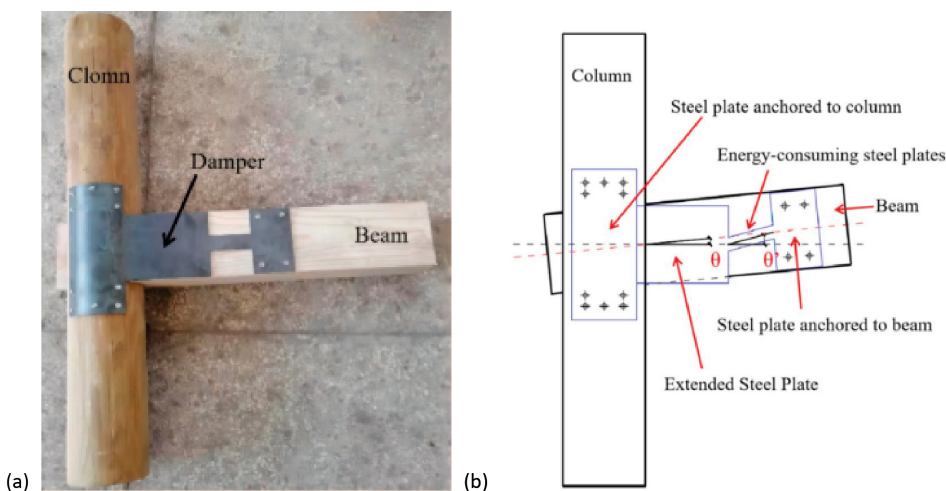 Clomn
Damper
Beam
(a)
Column
Steel plate anchored to column
Energy-consuming steel plates
Beam
θ
θ'
Steel plate anchored to beam
Extended Steel Plate
(b)